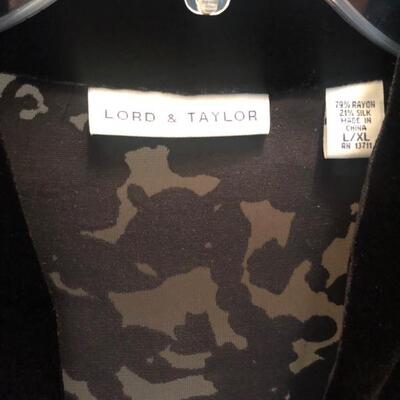 LORD & TAYLOR
79% RAYON
21% SILK
MADE IN
CHINA
L/XL
RN 13711